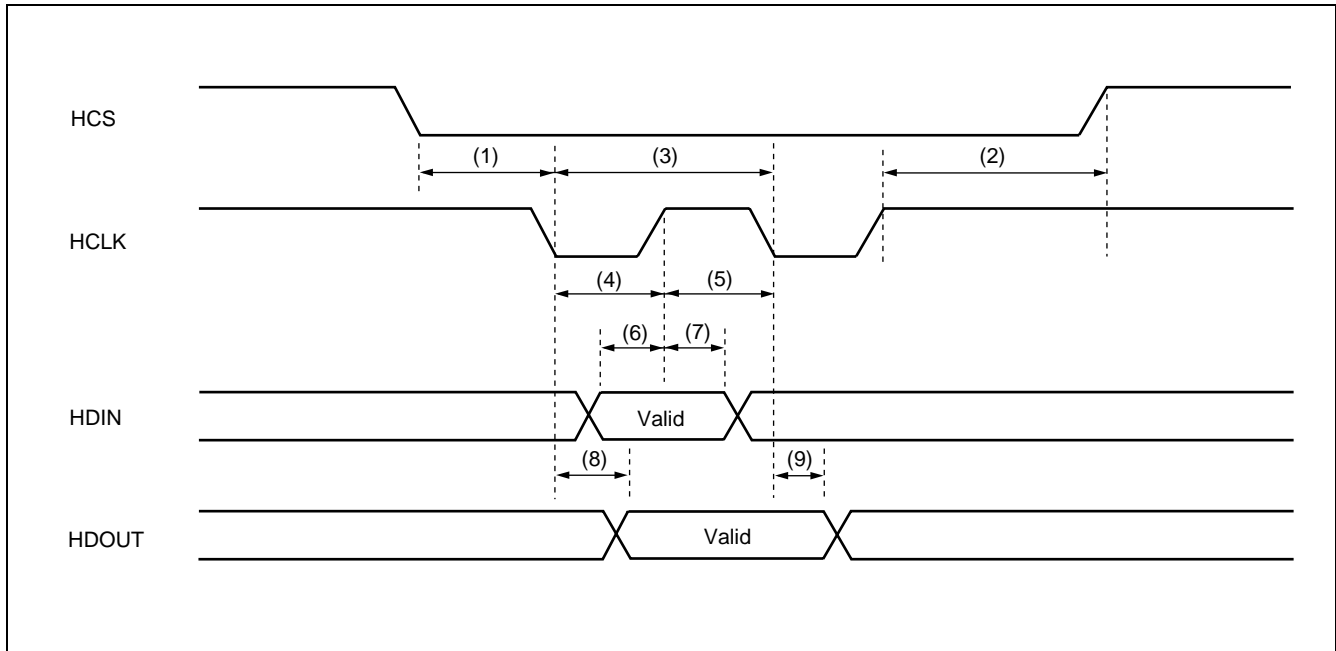 HCS
(1)
(3)
(2)
HCLK
(4)
(5)
(6)
(7)
HDIN
Valid
(8)
(9)
HDOUT
Valid